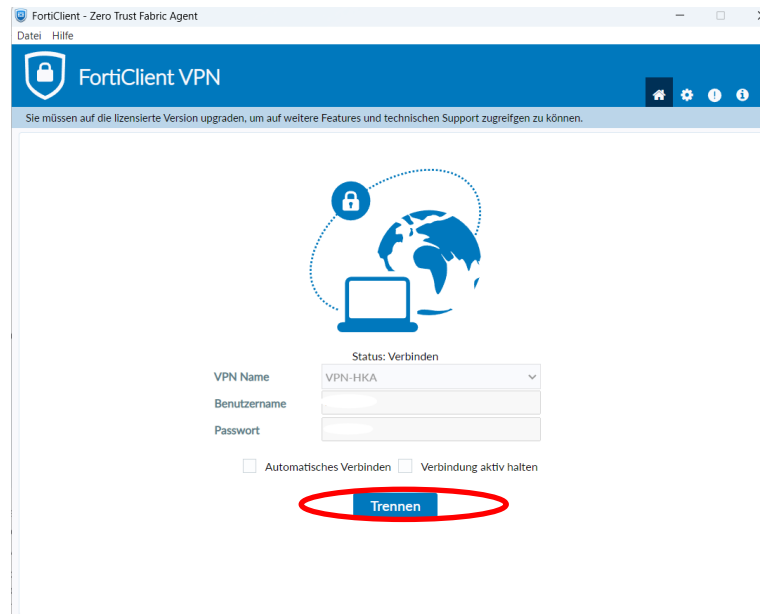 FortiClient - Zero Trust Fabric Agent
Datei Hilfe
FortiClient VPN
Sie müssen auf die lizensierte Version upgraden, um auf weitere Features und technischen Support zugreifgen zu können.
Status: Verbinden
VPN Name VPN-HKA
Benutzername
Passwort
Automatisches Verbinden Verbindung aktiv halten
Trennen